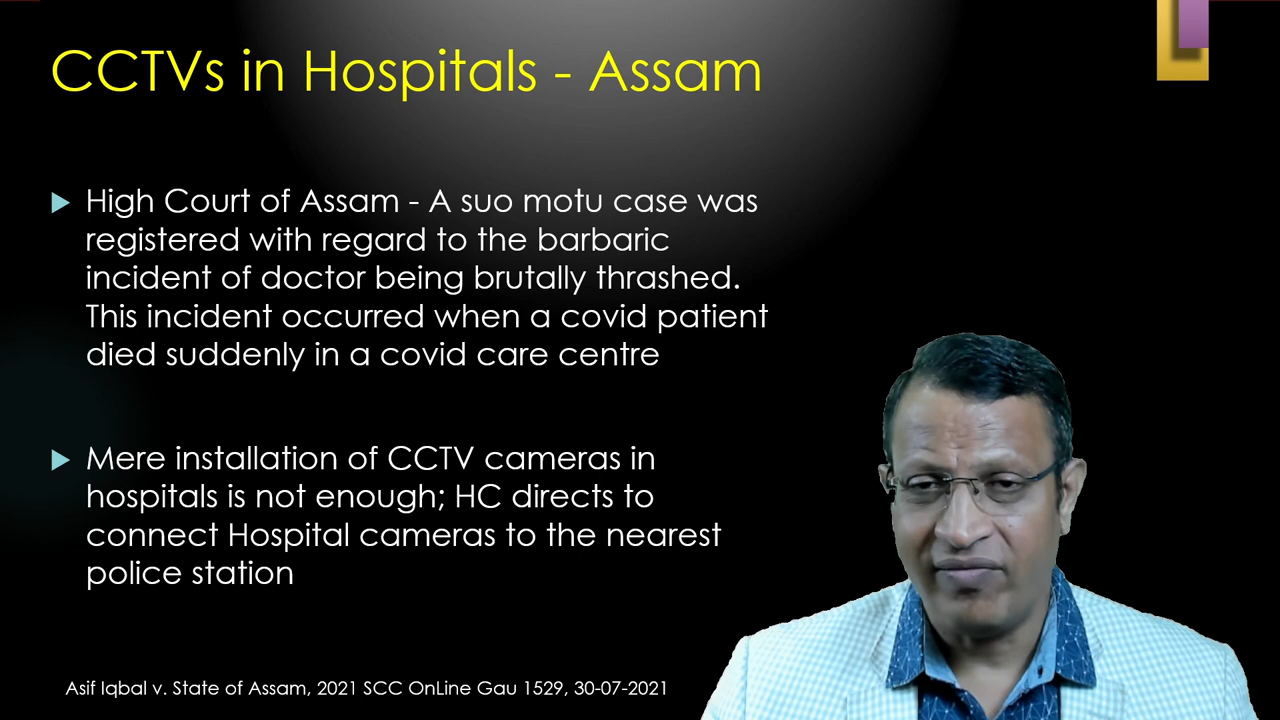 CCTVs in Hospitals - Assam
High Court of Assam - A suo motu case was
registered with regard to the barbaric
incident of doctor being brutally thrashed.
This incident occurred when a covid patient
died suddenly in a covid care centre
Mere installation of CCTV cameras in
hospitals is not enough; HC directs to
connect Hospital cameras to the nearest
police station
Asif Iqbal v. State of Assam, 2021 SCC OnLine Gau 1529, 30-07-2021